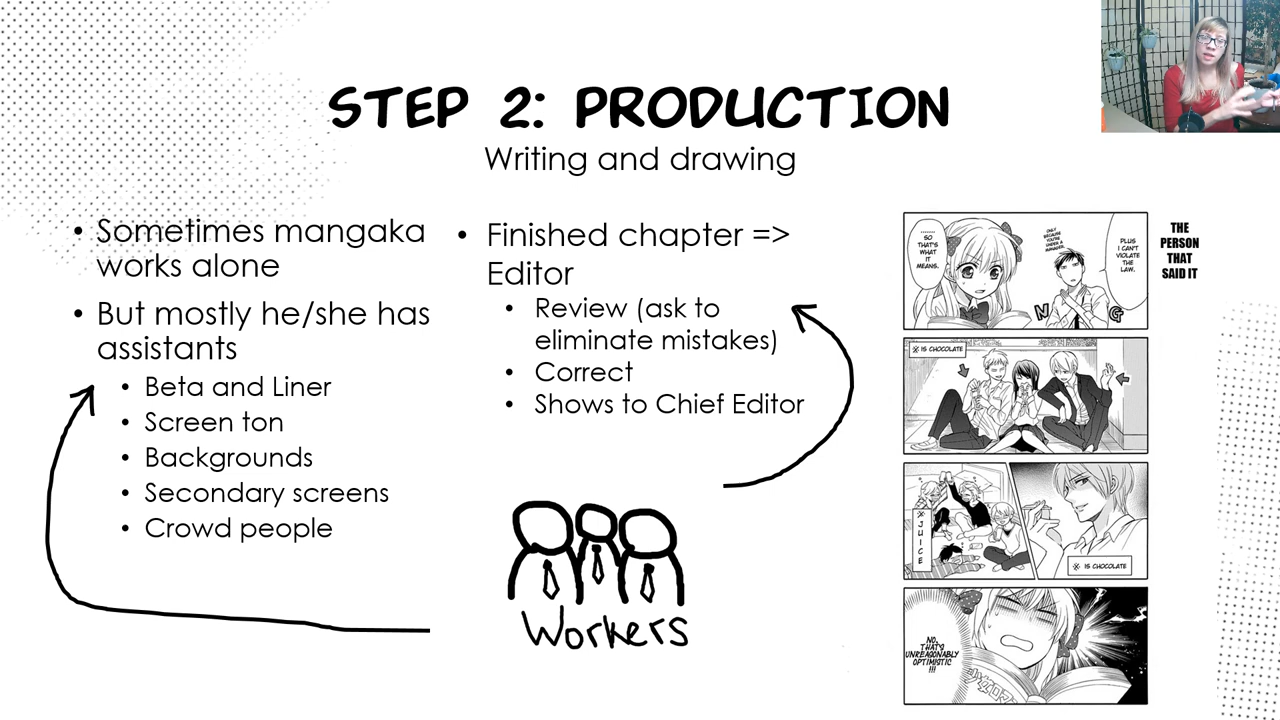 STEP 2: PRODUCTION
Writing and drawing
• Sometimes mangaka
works alone
• But mostly he/she has
assistants
• Beta and Liner
• Screen ton
• Backgrounds
• Secondary screens
• Crowd people
• Finished chapter =>
Editor
• Review (ask to
eliminate mistakes)
• Correct
• Shows to Chief Editor
Workers
........
SO
THAT'S
WHAT
IT
MEANS.
ONLY
BECAUSE
YOU'RE
UNDER A
MANAGER.
PLUS
I CAN'T
VIOLATE
THE
LAW.
N G
THE
PERSON
THAT
SAID IT
※ IS CHOCOLATE
※ JUICE
※ IS CHOCOLATE
NO,
THAT'S
UNREASONABLY
OPTIMISTIC
!!!